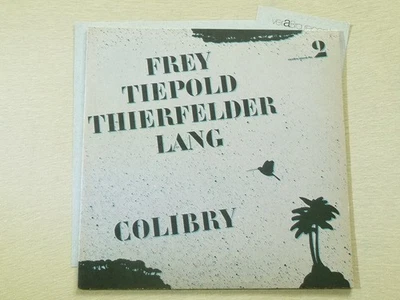 2
FREY
TIEPOLD
THIERFELDER
LANG
COLIBRY